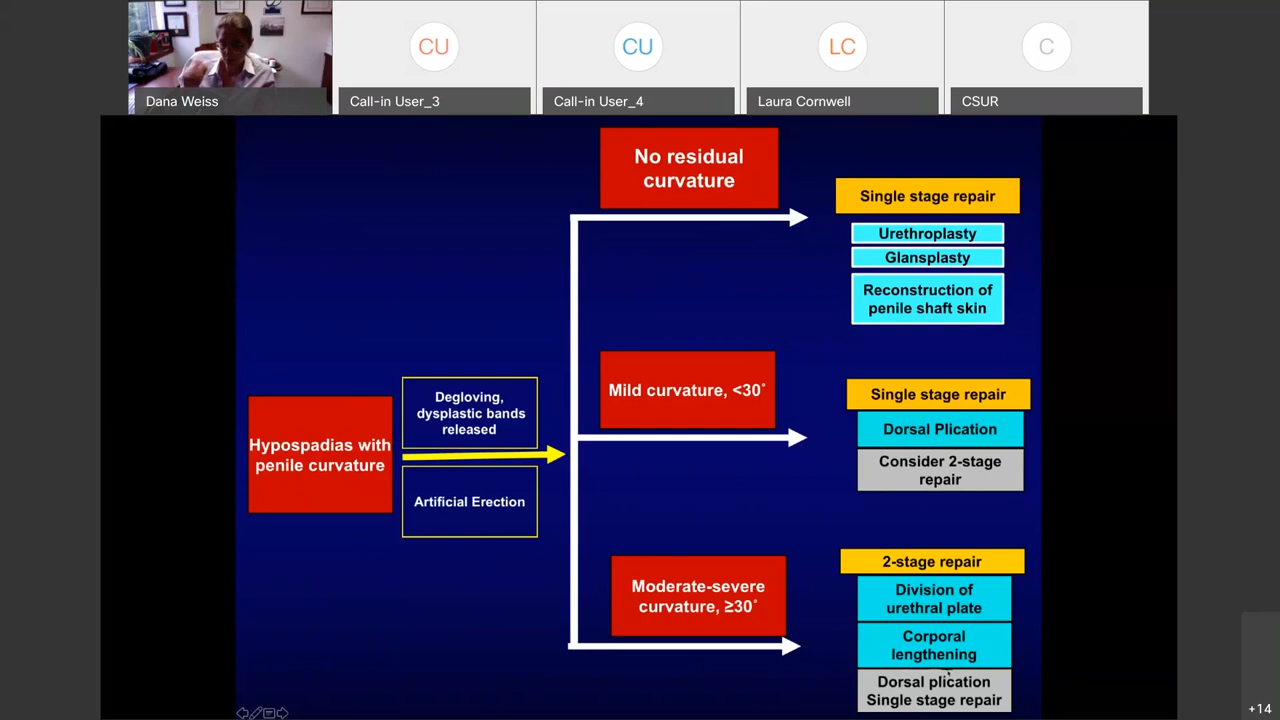 CU
CU
LC
C
Dana Weiss
Call-in User_3
Call-in User_4
Laura Cornwell
CSUR
No residual
curvature
Single stage repair
Urethroplasty
Glansplasty
Reconstruction of
penile shaft skin
Mild curvature, <30°
Single stage repair
Dorsal Plication
Consider 2-stage
repair
Hypospadias with
penile curvature
Degloving,
dysplastic bands
released
Artificial Erection
Moderate-severe
curvature, ≥30°
2-stage repair
Division of
urethral plate
Corporal
lengthening
Dorsal plication
Single stage repair
+14